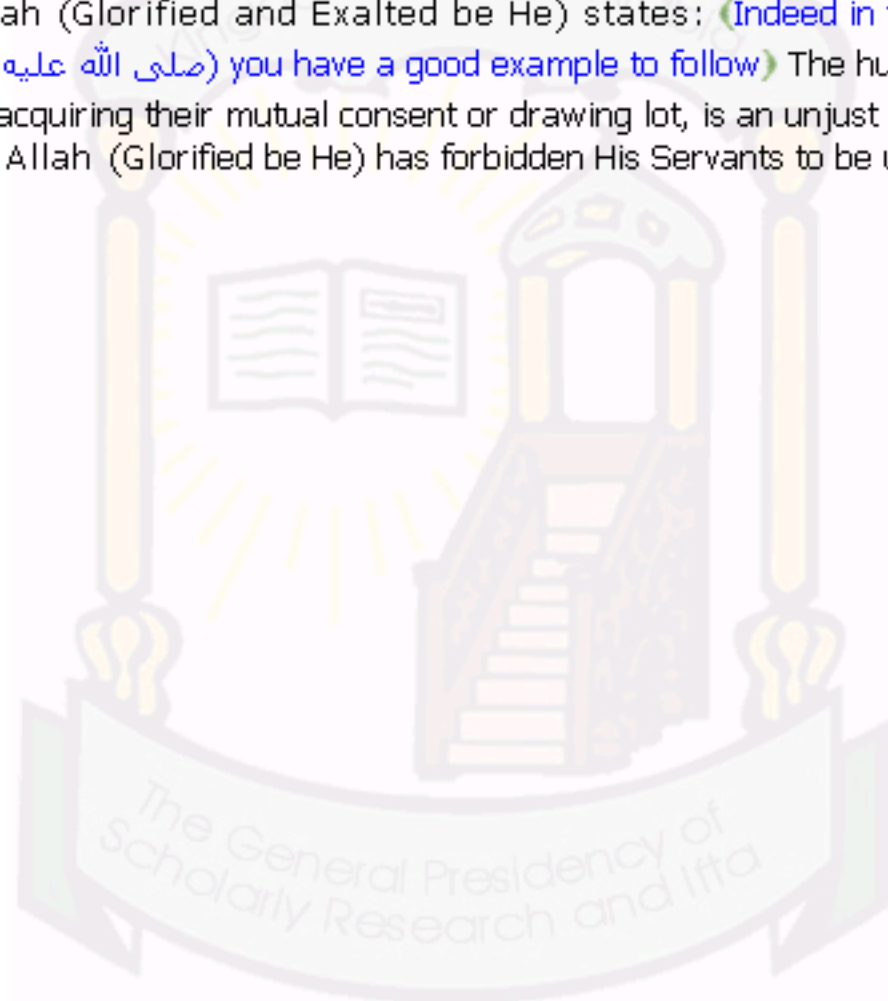 ah (Glorified and Exalted be He) states: (Indeed in
صلى الله عليه) you have a good example to follow) The hu
acquiring their mutual consent or drawing lot, is an unjust
Allah (Glorified be He) has forbidden His Servants to be u
The General Presidency of
Scholarly Research and Ifta